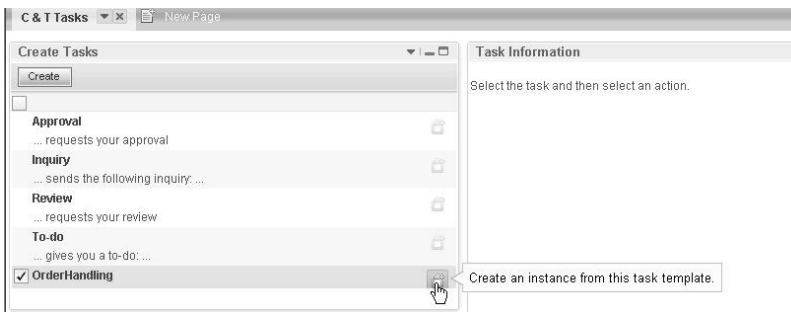 C & T Tasks New Page
Create Tasks
Task Information
Create
Select the task and then select an action.
Approval
... requests your approval
Inquiry
... sends the following inquiry: ...
Review
... requests your review
To-do
... gives you a to-do: ...
OrderHandling
Create an instance from this task template.